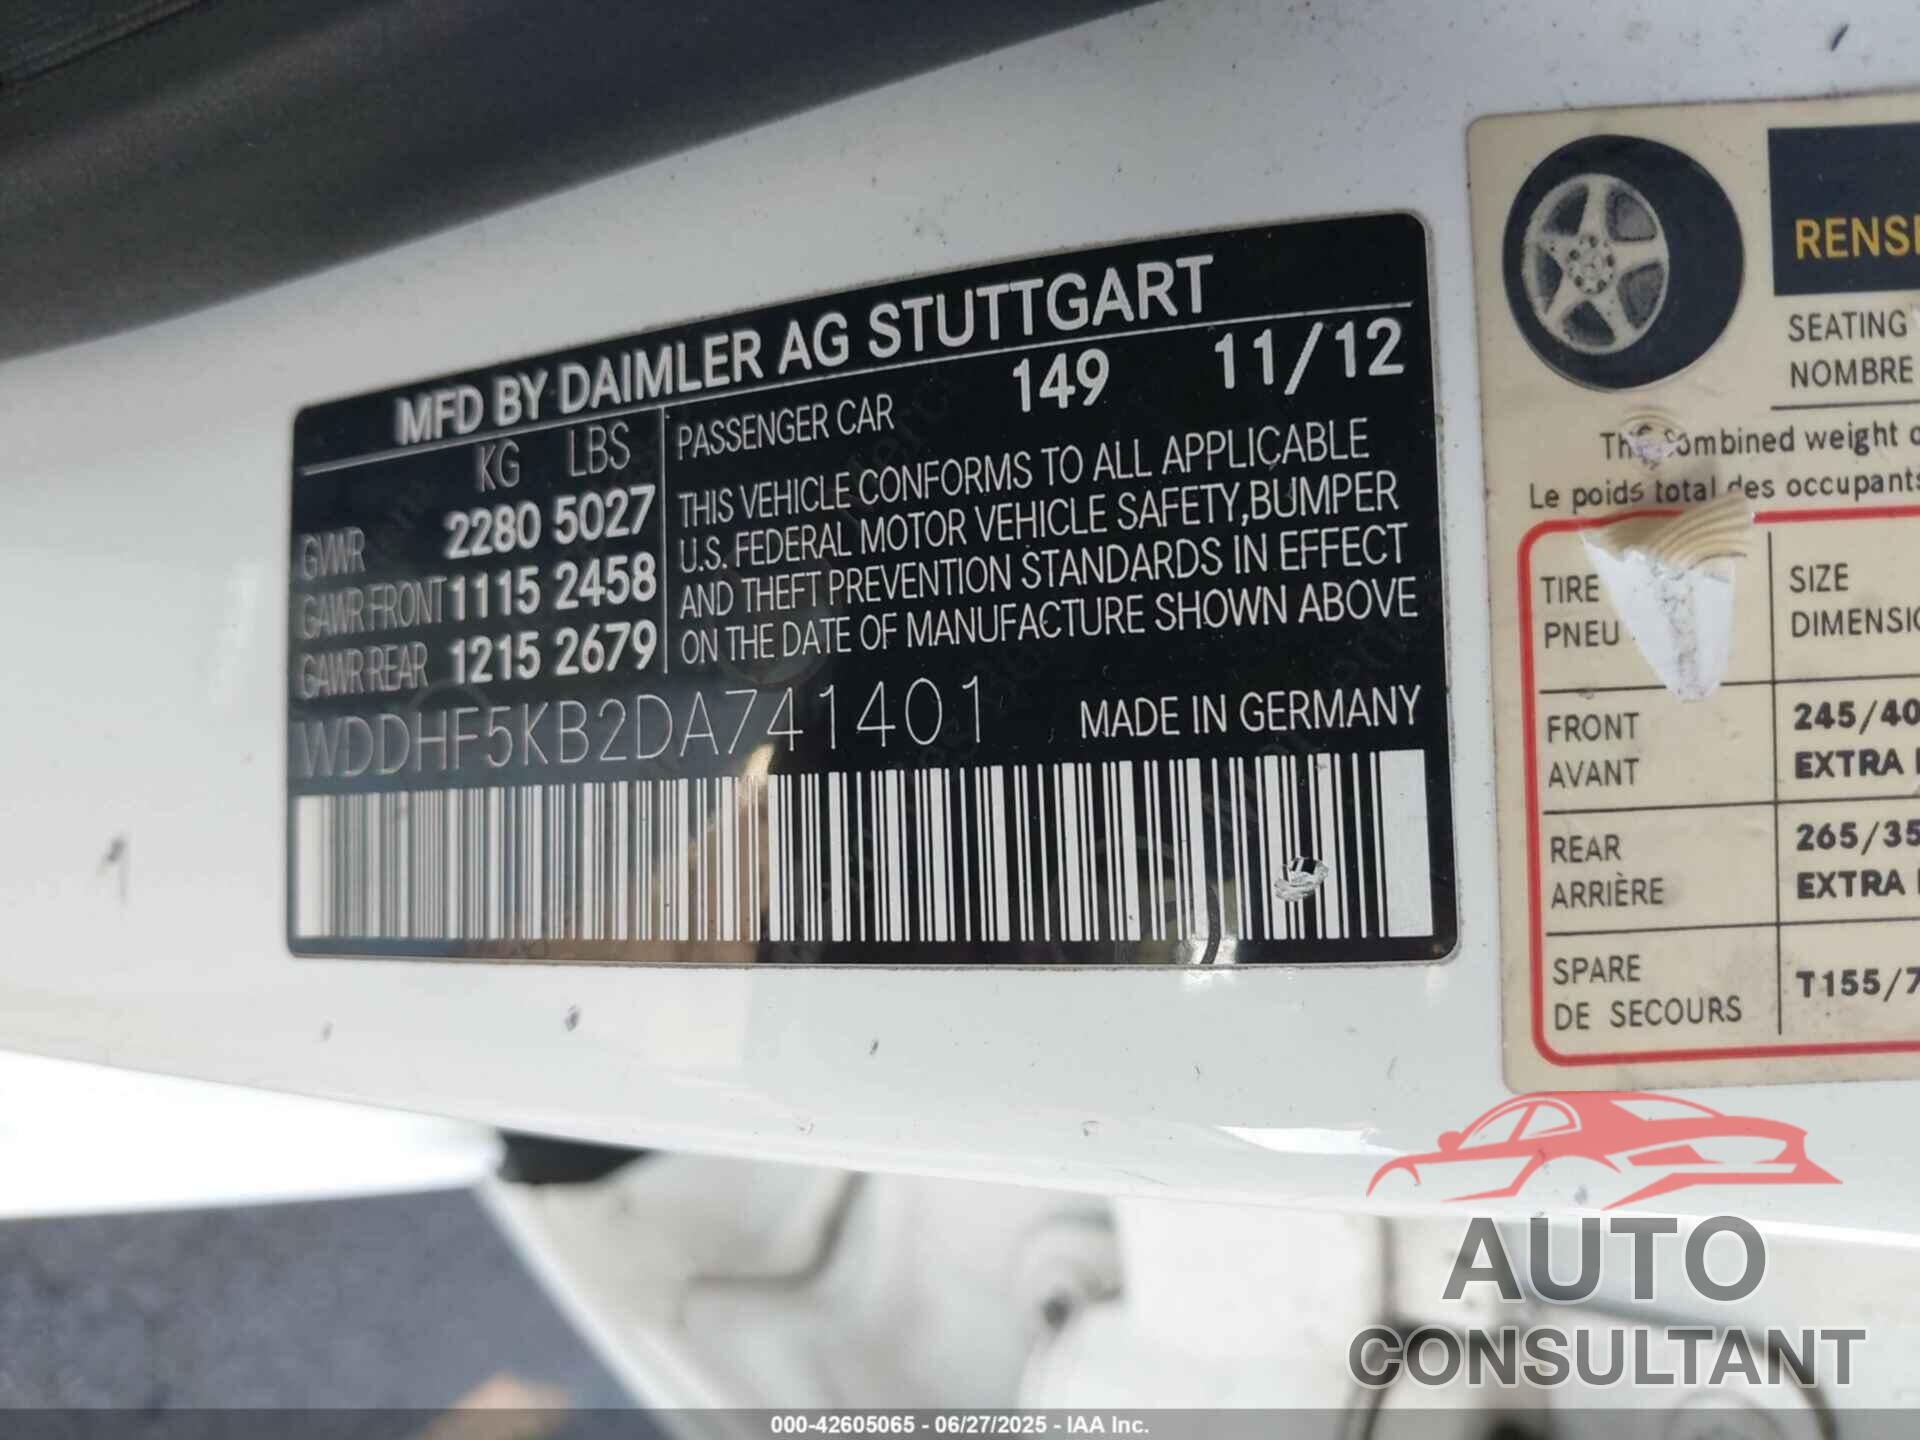 MFD BY DAIMLER AG STUTTGART
KG LBS
GVWR 2280 5027
GAWR FRONT 1115 2458
GAWR REAR 1215 2679
PASSENGER CAR 149 11/12
THIS VEHICLE CONFORMS TO ALL APPLICABLE
U.S. FEDERAL MOTOR VEHICLE SAFETY,BUMPER
AND THEFT PREVENTION STANDARDS IN EFFECT
ON THE DATE OF MANUFACTURE SHOWN ABOVE
WDDHF5KB2DA741401 MADE IN GERMANY
RENS
SEATING
NOMBRE
The combined weight o
Le poids total des occupants
TIRE SIZE
PNEU DIMENSIO
FRONT 245/40
AVANT EXTRA
REAR 265/35
ARRIÈRE EXTRA
SPARE T155/7
DE SECOURS
AUTO
CONSULTANT
000-42605065 - 06/27/2025 - IAA Inc.